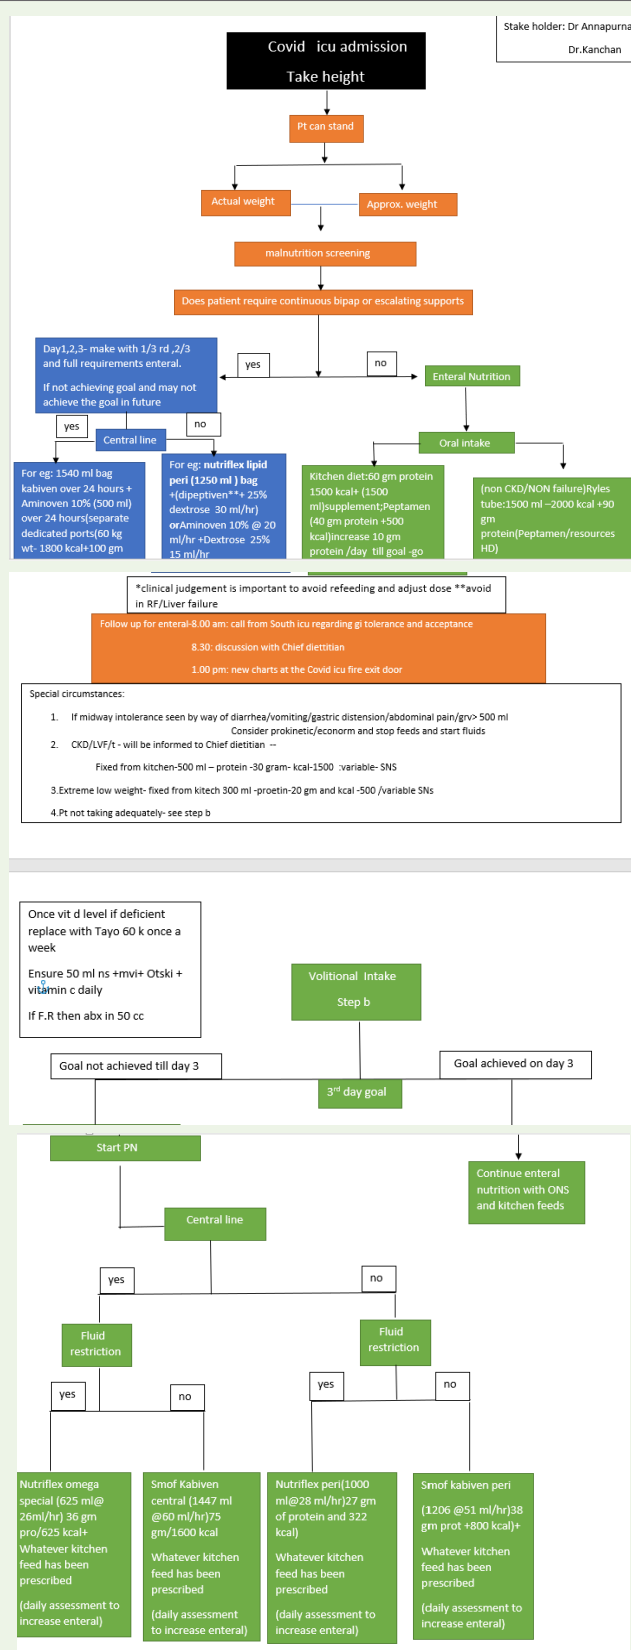 Stake holder: Dr Annapurna
Dr.Kanchan
Covid icu admission
Take height
Pt can stand
Actual weight
Approx. weight
malnutrition screening
Does patient require continuous bipap or escalating supports
yes
no
Day1,2,3- make with 1/3 rd ,2/3
and full requirements enteral.
If not achieving goal and may not
achieve the goal in future
Enteral Nutrition
yes
no
Central line
Oral intake
For eg: 1540 ml bag
kabiven over 24 hours +
Aminoven 10% (500 ml)
over 24 hours(separate
dedicated ports(60 kg
wt- 1800 kcal+100 gm
For eg: nutriflex lipid
peri (1250 ml ) bag
+(dipeptiven**+ 25%
dextrose 30 ml/hr)
orAminoven 10% @ 20
ml/hr +Dextrose 25%
15 ml/hr
Kitchen diet:60 gm protein
1500 kcal+ (1500
ml)supplement;Peptamen
(40 gm protein +500
kcal)increase 10 gm
protein /day till goal -go
(non CKD/NON failure)Ryles
tube:1500 ml –2000 kcal +90
gm
protein(Peptamen/resources
HD)
*clinical judgement is important to avoid refeeding and adjust dose **avoid
in RF/Liver failure
Follow up for enteral-8.00 am: call from South icu regarding gi tolerance and acceptance
8.30: discussion with Chief diettitian
1.00 pm: new charts at the Covid icu fire exit door
Special circumstances:
1. If midway intolerance seen by way of diarrhea/vomiting/gastric distension/abdominal pain/grv> 500 ml
Consider prokinetic/econorm and stop feeds and start fluids
2. CKD/LVF/t - will be informed to Chief dietitian --
Fixed from kitchen-500 ml – protein -30 gram- kcal-1500 :variable- SNS
3.Extreme low weight- fixed from kitech 300 ml -proetin-20 gm and kcal -500 /variable SNs
4.Pt not taking adequately- see step b
Once vit d level if deficient
replace with Tayo 60 k once a
week
Ensure 50 ml ns +mvi+ Otski +
vitamin c daily
If F.R then abx in 50 cc
Volitional Intake
Step b
Goal not achieved till day 3
Goal achieved on day 3
3rd day goal
Start PN
Continue enteral
nutrition with ONS
and kitchen feeds
Central line
yes
no
Fluid
restriction
Fluid
restriction
yes
no
yes
no
Nutriflex omega
special (625 ml@
26ml/hr) 36 gm
pro/625 kcal+
Whatever kitchen
feed has been
prescribed
(daily assessment to
increase enteral)
Smof Kabiven
central (1447 ml
@60 ml/hr)75
gm/1600 kcal
Whatever kitchen
feed has been
prescribed
(daily assessment
to increase enteral)
Nutriflex peri(1000
ml@28 ml/hr)27 gm
of protein and 322
kcal)
Whatever kitchen
feed has been
prescribed
(daily assessment to
increase enteral)
Smof kabiven peri
(1206 @51 ml/hr)38
gm prot +800 kcal)+
Whatever kitchen
feed has been
prescribed
(daily assessment to
increase enteral)